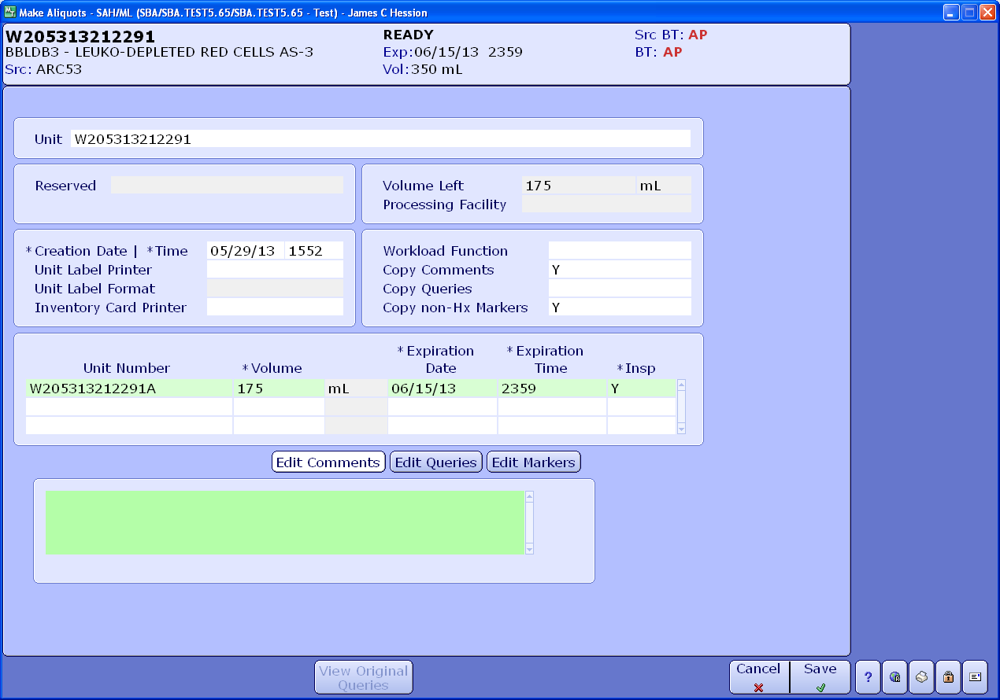 Make Aliquots - SAH/ML (SBA/SBA.TEST5.65/SBA.TEST5.65 - Test) - James C Hession
W205313212291 READY Src BT: AP
BBLDB3 - LEUKO-DEPLETED RED CELLS AS-3 Exp:06/15/13 2359 BT: AP
Src: ARC53 Vol:350 mL
Unit W205313212291
Reserved
Volume Left 175 mL
Processing Facility
*Creation Date | *Time 05/29/13 1552
Unit Label Printer
Unit Label Format
Inventory Card Printer
Workload Function
Copy Comments Y
Copy Queries
Copy non-Hx Markers Y
*Expiration *Expiration
Unit Number *Volume Date Time *Insp
W205313212291A 175 mL 06/15/13 2359 Y
Edit Comments Edit Queries Edit Markers
View Original
Queries
Cancel Save
?